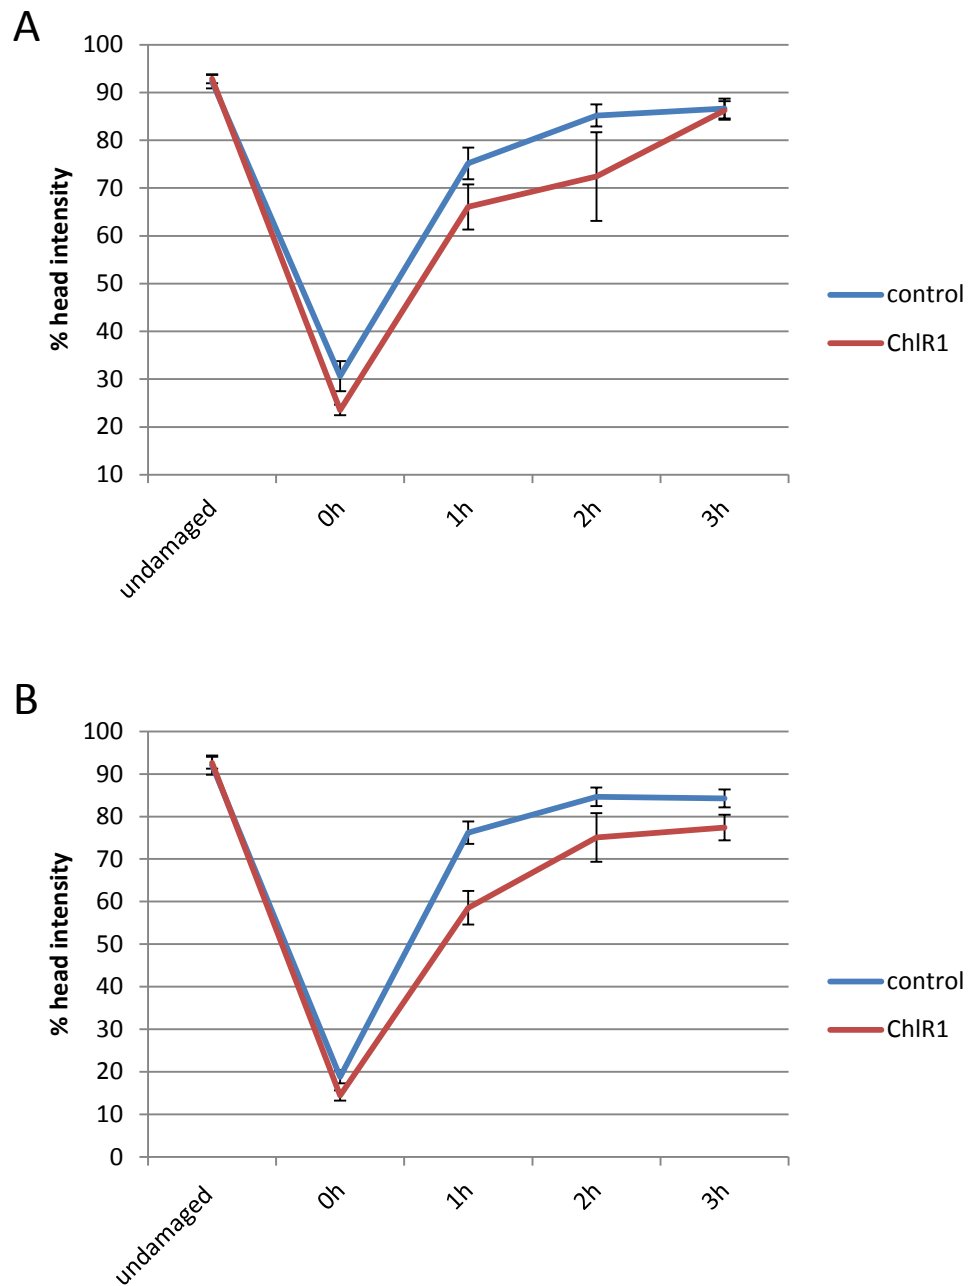 A
100
90
80
70
60
50
40
30
20
10
% head intensity
undamaged
0h
1h
2h
3h
control
ChlR1
B
100
90
80
70
60
50
40
30
20
10
0
% head intensity
undamaged
0h
1h
2h
3h
control
ChlR1